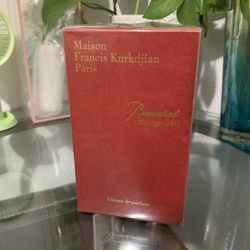 Maison
Francis Kurkdjian
Paris
Baccarat
Rouge 540
Extrait de parfum